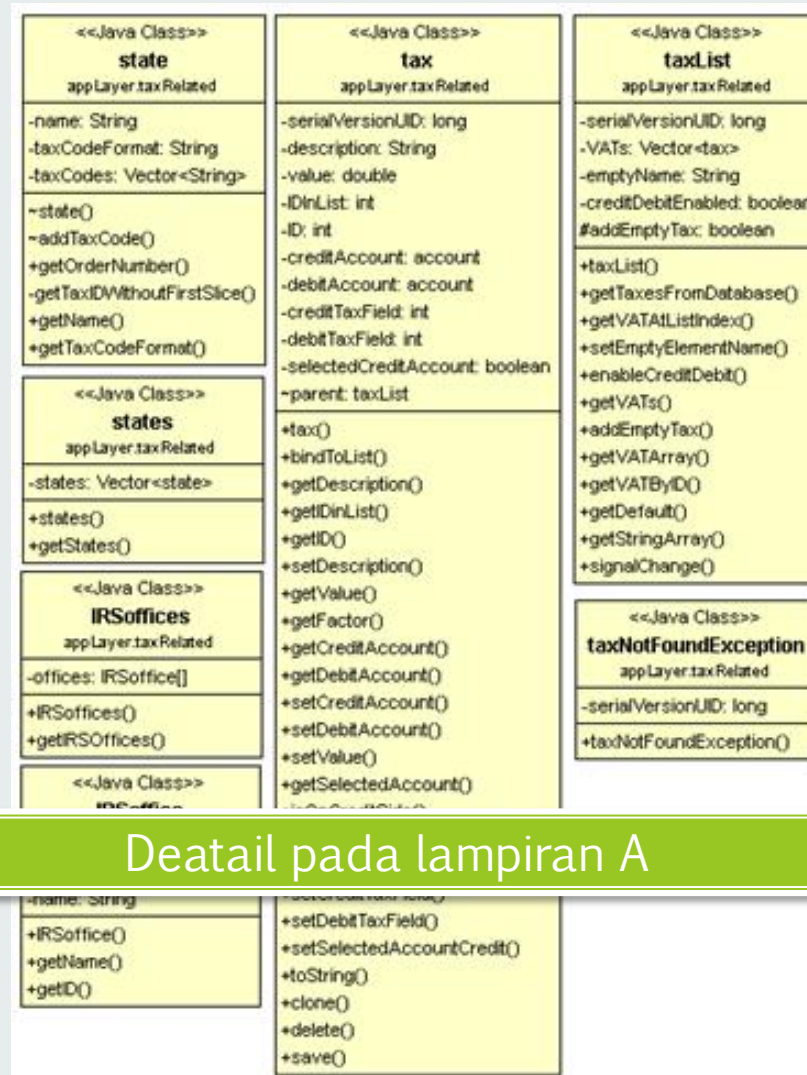 <<Java Class>>
state
appLayer.taxRelated
-name: String
-taxCodeFormat: String
-taxCodes: Vector<String>
~state()
~addTaxCode()
+getOrderNumber()
-getTaxIDWithoutFirstSlice()
+getName()
+getTaxCodeFormat()
<<Java Class>>
states
appLayer.taxRelated
-states: Vector<state>
+states()
+getStates()
<<Java Class>>
IRSoffices
appLayer.taxRelated
-offices: IRSoffice[]
+IRSoffices()
+getIRSOffices()
<<Java Class>>
IRSoffice
-name: String
+IRSoffice()
+getName()
+getID()
<<Java Class>>
tax
appLayer.taxRelated
-serialVersionUID: long
-description: String
-value: double
-IDInList: int
-ID: int
-creditAccount: account
-debitAccount: account
-creditTaxField: int
-debitTaxField: int
-selectedCreditAccount: boolean
~parent: taxList
+tax()
+bindToList()
+getDescription()
+getIDinList()
+getID()
+setDescription()
+getValue()
+getFactor()
+getCreditAccount()
+getDebitAccount()
+setCreditAccount()
+setDebitAccount()
+setValue()
+getSelectedAccount()
+setDebitTaxField()
+setSelectedAccountCredit()
+toString()
+clone()
+delete()
+save()
<<Java Class>>
taxList
appLayer.taxRelated
-serialVersionUID: long
-VATs: Vector<tax>
-emptyName: String
-creditDebitEnabled: boolean
#addEmptyTax: boolean
+taxList()
+getTaxesFromDatabase()
+getVATAtListIndex()
+setEmptyElementName()
+enableCreditDebit()
+getVATs()
+addEmptyTax()
+getVATArray()
+getVATByID()
+getDefault()
+getStringArray()
+signalChange()
<<Java Class>>
taxNotFoundException
appLayer.taxRelated
-serialVersionUID: long
+taxNotFoundException()
Deatail pada lampiran A